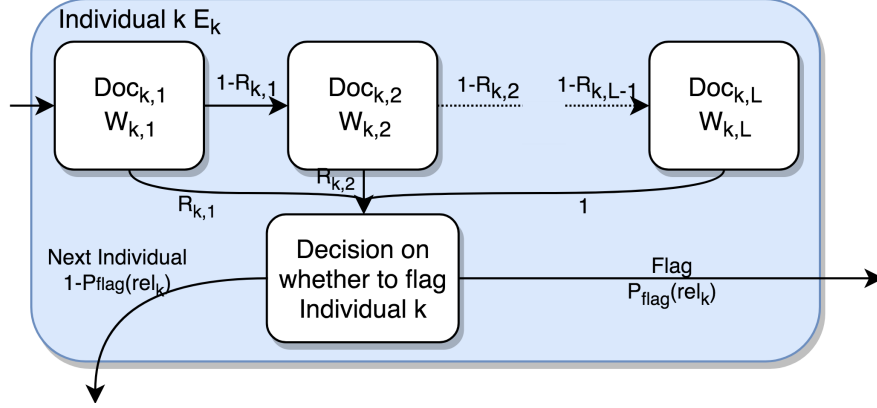 Individual k E_k
Doc_k,1
W_k,1
1-R_k,1
Doc_k,2
W_k,2
1-R_k,2
1-R_k,L-1
Doc_k,L
W_k,L
R_k,1
R_k,2
1
Decision on
whether to flag
Individual k
Next Individual
1-P_flag(rel_k)
Flag
P_flag(rel_k)